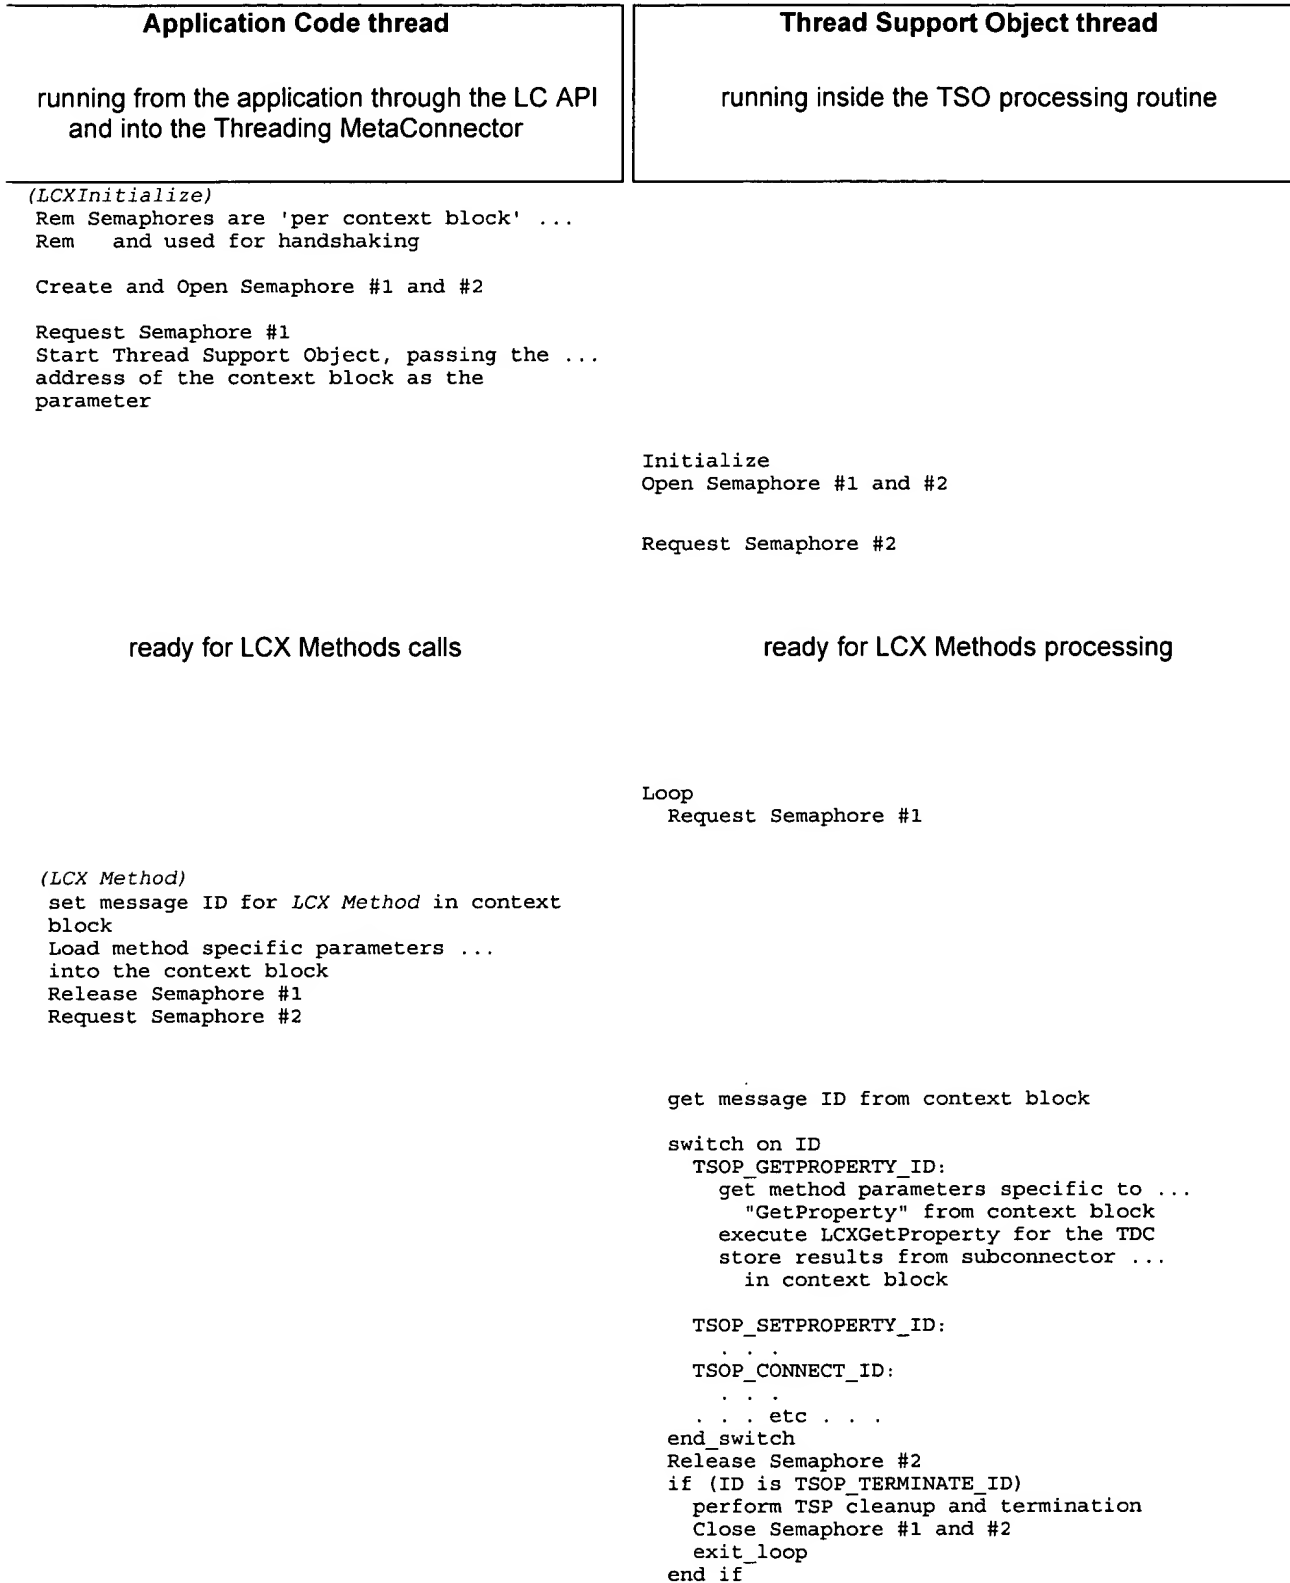 Application Code thread
running from the application through the LC API
and into the Threading MetaConnector
Thread Support Object thread
running inside the TSO processing routine
(LCXInitialize)
Rem Semaphores are 'per context block' ...
Rem   and used for handshaking
Create and Open Semaphore #1 and #2
Request Semaphore #1
Start Thread Support Object, passing the ...
address of the context block as the
parameter
Initialize
Open Semaphore #1 and #2
Request Semaphore #2
ready for LCX Methods calls
ready for LCX Methods processing
Loop
Request Semaphore #1
(LCX Method)
set message ID for LCX Method in context
block
Load method specific parameters ...
into the context block
Release Semaphore #1
Request Semaphore #2
get message ID from context block
switch on ID
TSOP_GETPROPERTY_ID:
get method parameters specific to ...
"GetProperty" from context block
execute LCXGetProperty for the TDC
store results from subconnector ...
in context block
TSOP_SETPROPERTY_ID:
. . .
TSOP_CONNECT_ID:
. . .
. . . etc . . .
end_switch
Release Semaphore #2
if (ID is TSOP_TERMINATE_ID)
perform TSP cleanup and termination
Close Semaphore #1 and #2
exit_loop
end if